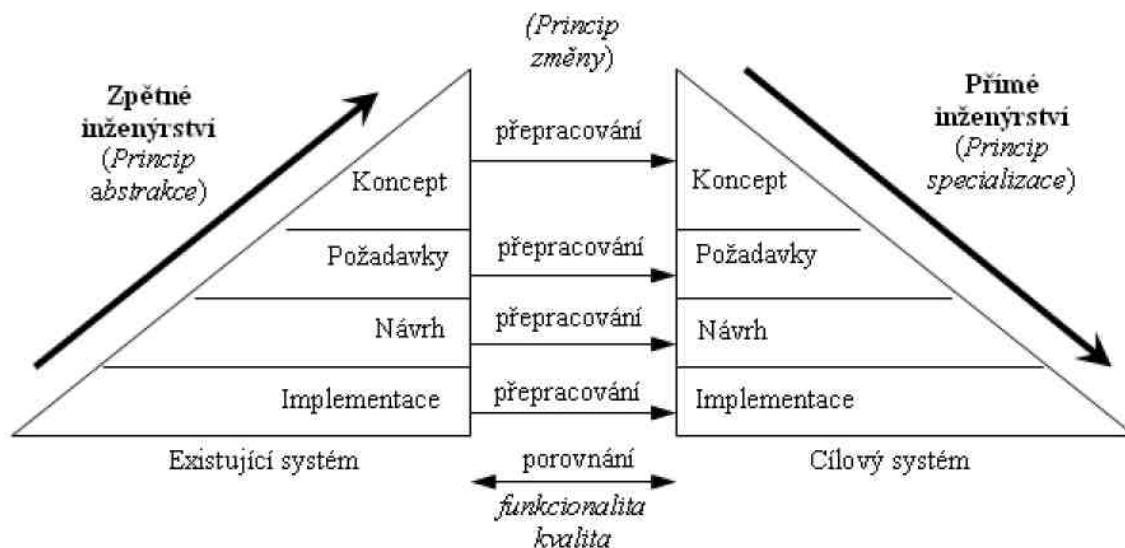 (Princip
změny)
Zpětné
inženýrství
(Princip
abstrakce)
Přímé
inženýrství
(Princip
specializace)
přepracování
Koncept
Koncept
přepracování
Požadavky
Požadavky
přepracování
Návrh
Návrh
přepracování
Implementace
Implementace
Existující systém
porovnání
Cílový systém
funkcionalita
kvalita